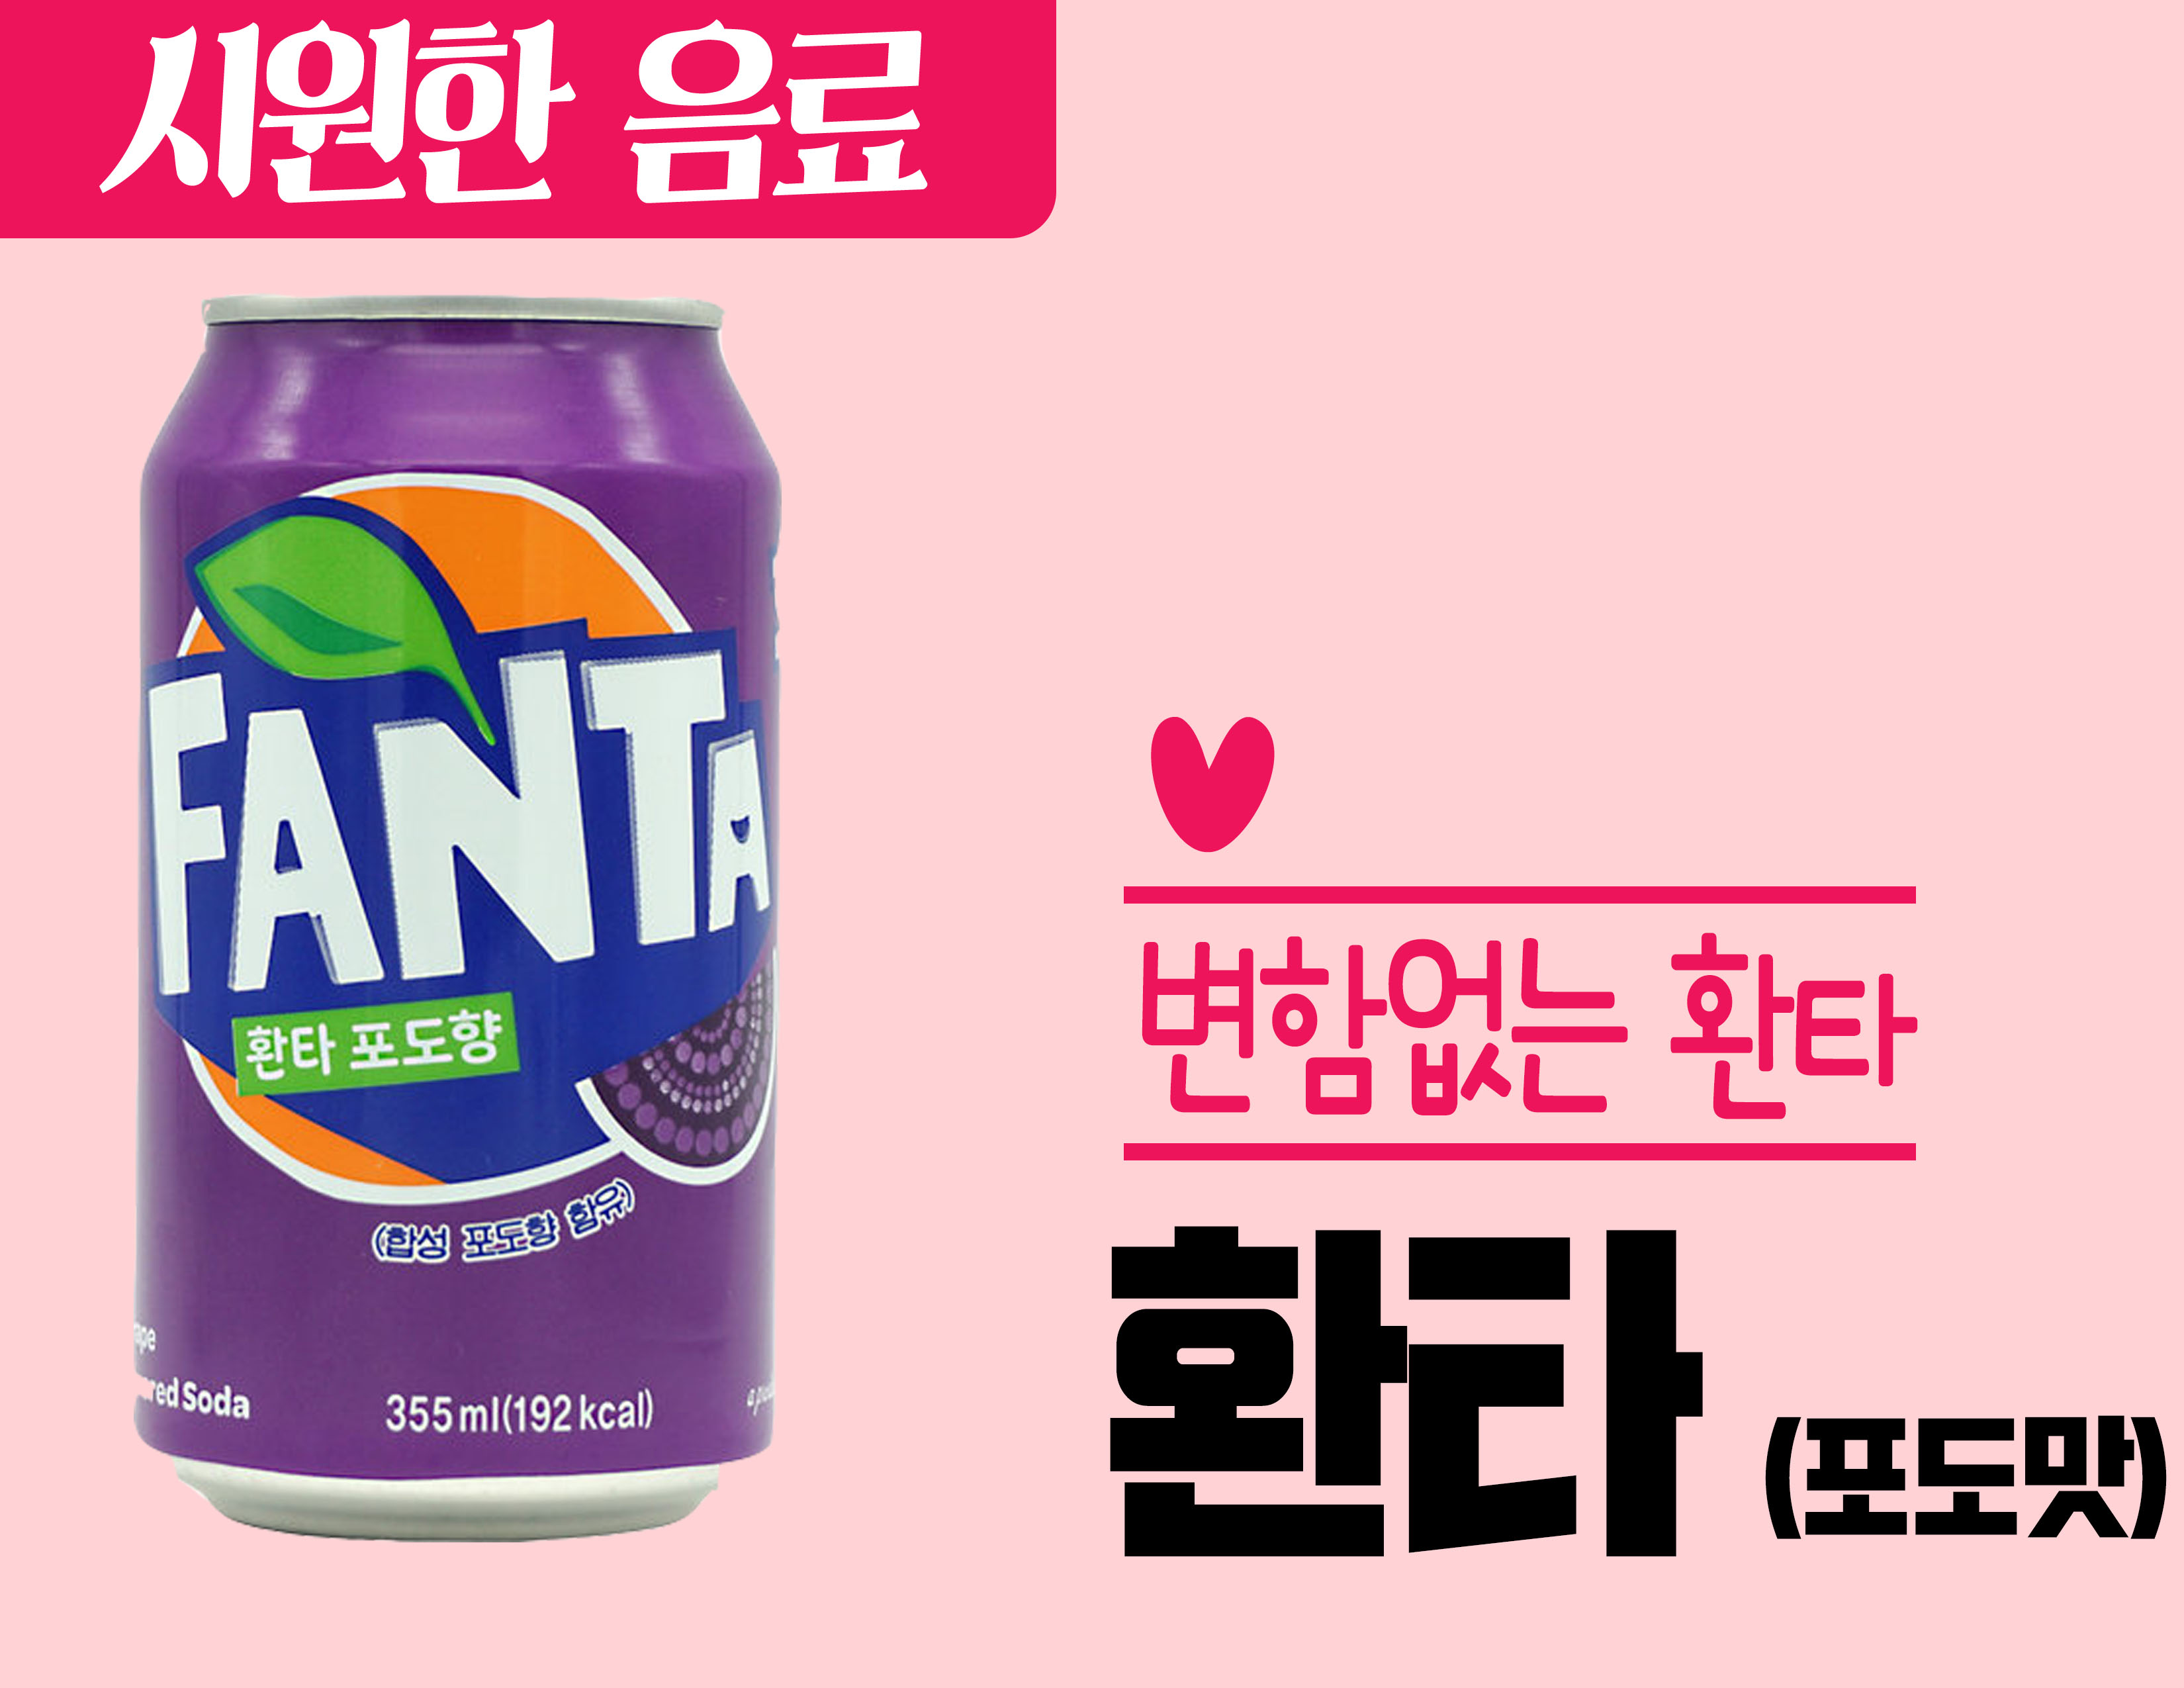 시원한 음료
FANTA
환타 포도향
(합성 포도향 함유)
Soda
355 ml(192 kcal)
변함없는 환타
환타 (포도맛)